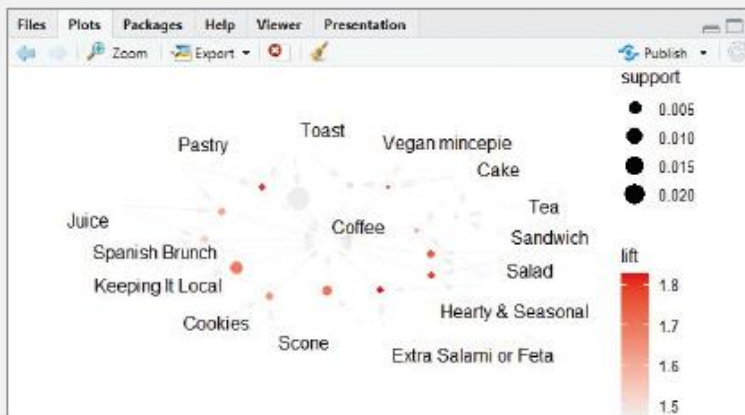 Files Plots Packages Help Viewer Presentation
Zoom Export Publish
support
0.005
0.010
0.015
0.020
Toast
Pastry
Vegan mincepie
Cake
Juice
Tea
Coffee
Spanish Brunch
Sandwich
Keeping It Local
Salad
Cookies
Hearty & Seasonal
Scone
Extra Salami or Feta
lift
1.8
1.7
1.6
1.5